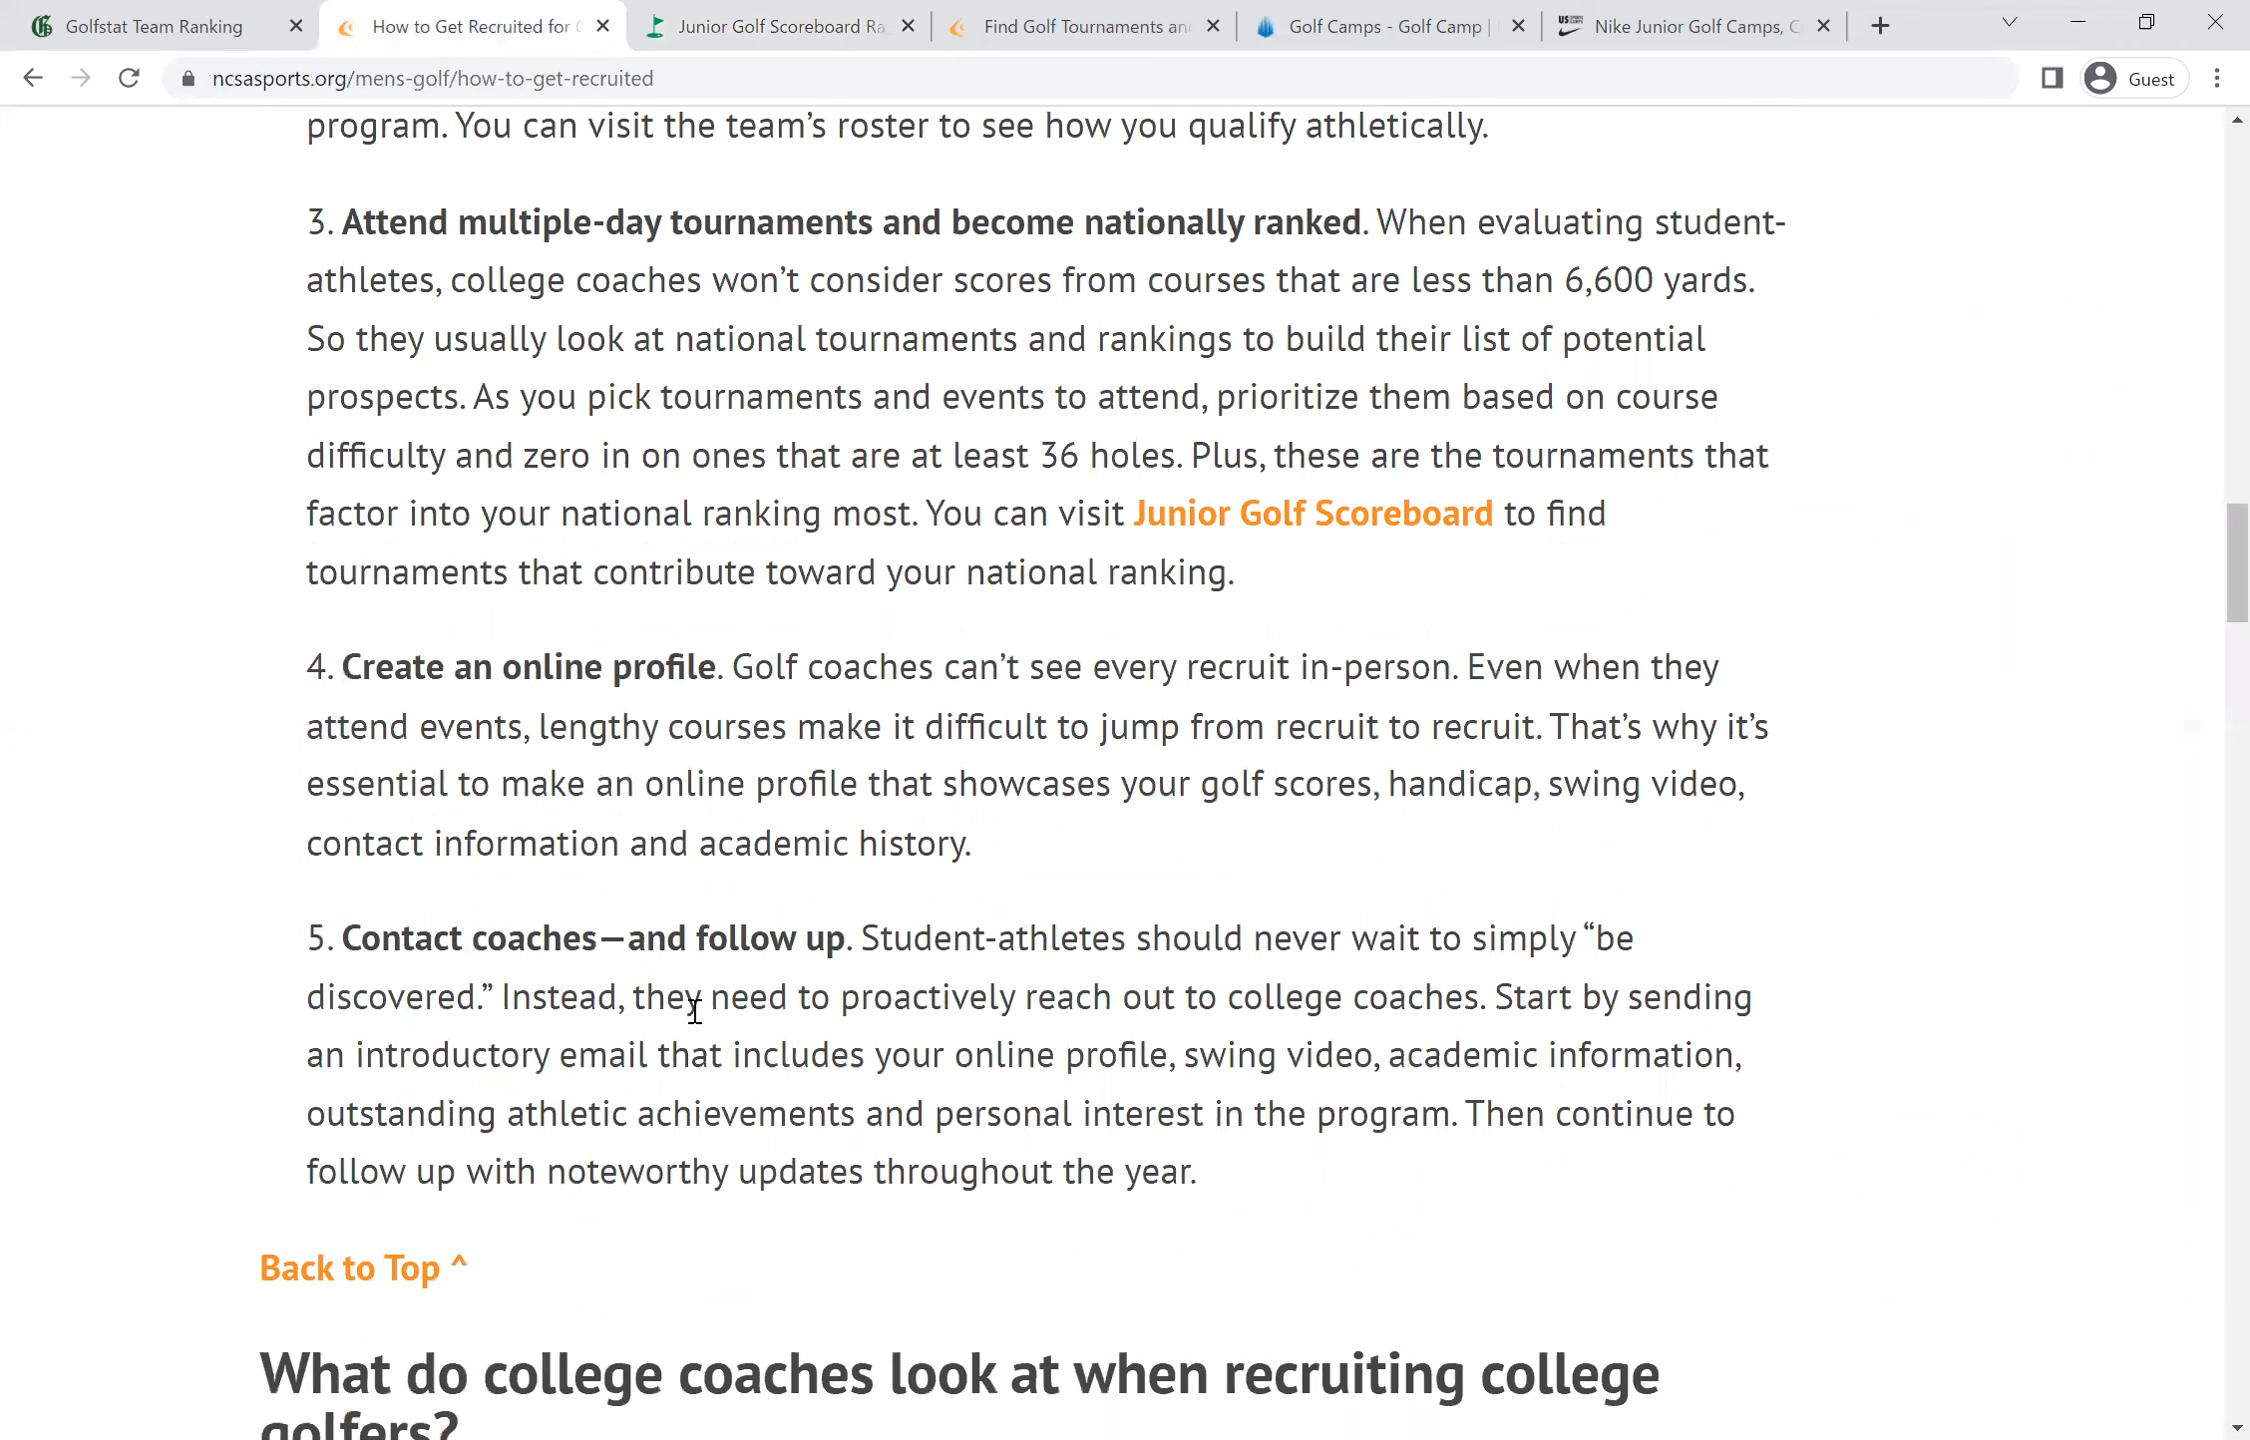 Golfstat Team Ranking
How to Get Recruited for
Junior Golf Scoreboard Ra
Find Golf Tournaments an
Golf Camps - Golf Camp |
US SPORTS CAMPS
Nike Junior Golf Camps, C
ncsasports.org/mens-golf/how-to-get-recruited
Guest
program. You can visit the team’s roster to see how you qualify athletically.
3. Attend multiple-day tournaments and become nationally ranked. When evaluating student-
athletes, college coaches won’t consider scores from courses that are less than 6,600 yards.
So they usually look at national tournaments and rankings to build their list of potential
prospects. As you pick tournaments and events to attend, prioritize them based on course
difficulty and zero in on ones that are at least 36 holes. Plus, these are the tournaments that
factor into your national ranking most. You can visit Junior Golf Scoreboard to find
tournaments that contribute toward your national ranking.
4. Create an online profile. Golf coaches can’t see every recruit in-person. Even when they
attend events, lengthy courses make it difficult to jump from recruit to recruit. That’s why it’s
essential to make an online profile that showcases your golf scores, handicap, swing video,
contact information and academic history.
5. Contact coaches—and follow up. Student-athletes should never wait to simply “be
discovered.” Instead, they need to proactively reach out to college coaches. Start by sending
an introductory email that includes your online profile, swing video, academic information,
outstanding athletic achievements and personal interest in the program. Then continue to
follow up with noteworthy updates throughout the year.
Back to Top ^
What do college coaches look at when recruiting college
golfers?